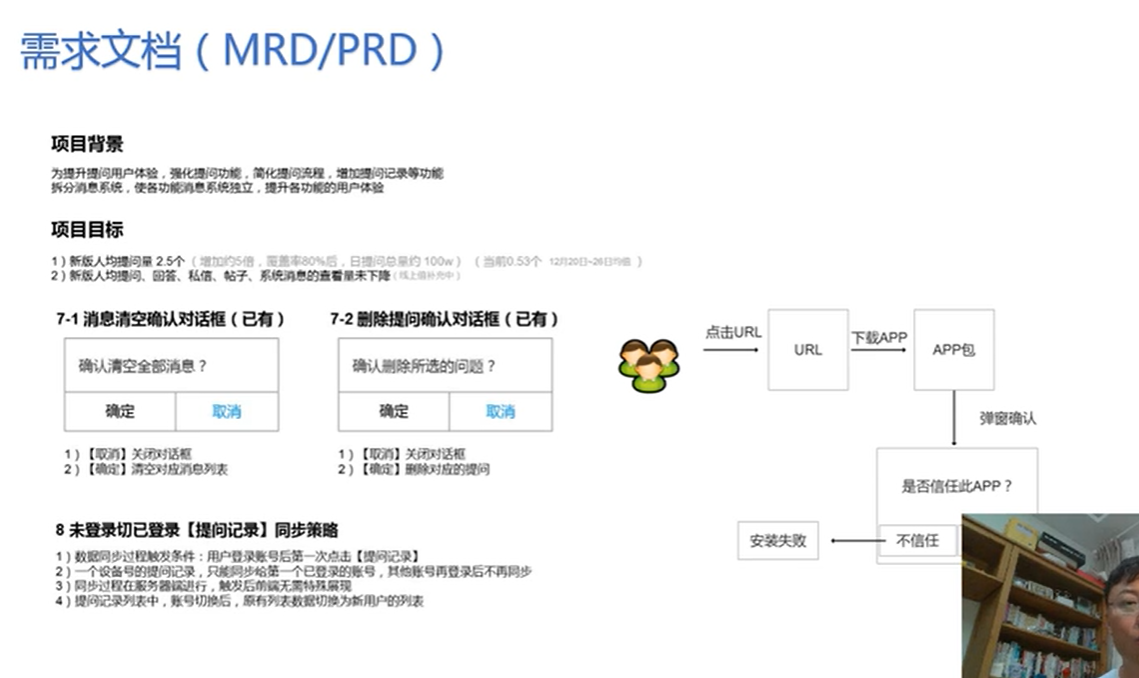 需求文档（MRD/PRD）
项目背景
为提升提问用户体验，强化提问功能，简化提问流程，增加提问记录等功能
拆分消息系统，使各功能消息系统独立，提升各功能的用户体验
项目目标
1）新版人均提问量 2.5个（增加约5倍，覆盖率80%后，日提问总量约 100w）（当前0.53个 12月20日~26日均值 ）
2）新版人均提问、回答、私信、帖子、系统消息的查看量未下降（线上值补充中）
7-1 消息清空确认对话框（已有）
确认清空全部消息？
确定 取消
1）【取消】关闭对话框
2）【确定】清空对应消息列表
7-2 删除提问确认对话框（已有）
确认删除所选的问题？
确定 取消
1）【取消】关闭对话框
2）【确定】删除对应的提问
8 未登录切已登录【提问记录】同步策略
1）数据同步过程触发条件：用户登录账号后第一次点击【提问记录】
2）一个设备号的提问记录，只能同步给第一个已登录的账号，其他账号再登录后不再同步
3）同步过程在服务器端进行，触发后前端无需特殊展现
4）提问记录列表中，账号切换后，原有列表数据切换为新用户的列表
点击URL
URL
下载APP
APP包
弹窗确认
是否信任此APP？
不信任
安装失败